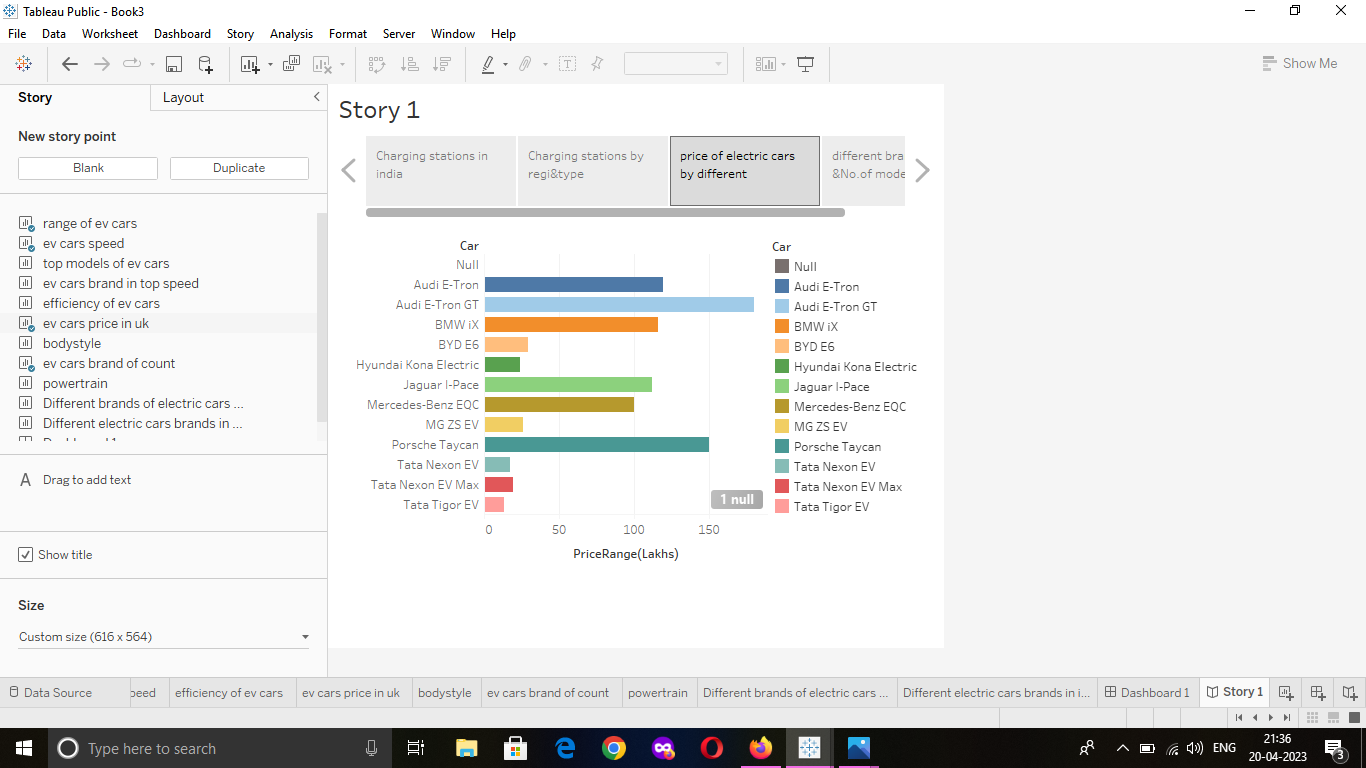 Tableau Public - Book3
File Data Worksheet Dashboard Story Analysis Format Server Window Help
Show Me
Story Layout
New story point
Blank Duplicate
range of ev cars
ev cars speed
top models of ev cars
ev cars brand in top speed
efficiency of ev cars
ev cars price in uk
bodystyle
ev cars brand of count
powertrain
Different brands of electric cars ...
Different electric cars brands in ...
A Drag to add text
Show title
Size
Custom size (616 x 564)
Story 1
Charging stations in
india
Charging stations by
regi&type
price of electric cars
by different
different bra
&No.of mode
Car
Null
Audi E-Tron
Audi E-Tron GT
BMW iX
BYD E6
Hyundai Kona Electric
Jaguar I-Pace
Mercedes-Benz EQC
MG ZS EV
Porsche Taycan
Tata Nexon EV
Tata Nexon EV Max
Tata Tigor EV
1 null
0 50 100 150
PriceRange(Lakhs)
Car
Null
Audi E-Tron
Audi E-Tron GT
BMW iX
BYD E6
Hyundai Kona Electric
Jaguar I-Pace
Mercedes-Benz EQC
MG ZS EV
Porsche Taycan
Tata Nexon EV
Tata Nexon EV Max
Tata Tigor EV
Data Source peed efficiency of ev cars ev cars price in uk bodystyle ev cars brand of count powertrain Different brands of electric cars ... Different electric cars brands in i... Dashboard 1 Story 1
Type here to search
ENG
21:36
20-04-2023
3